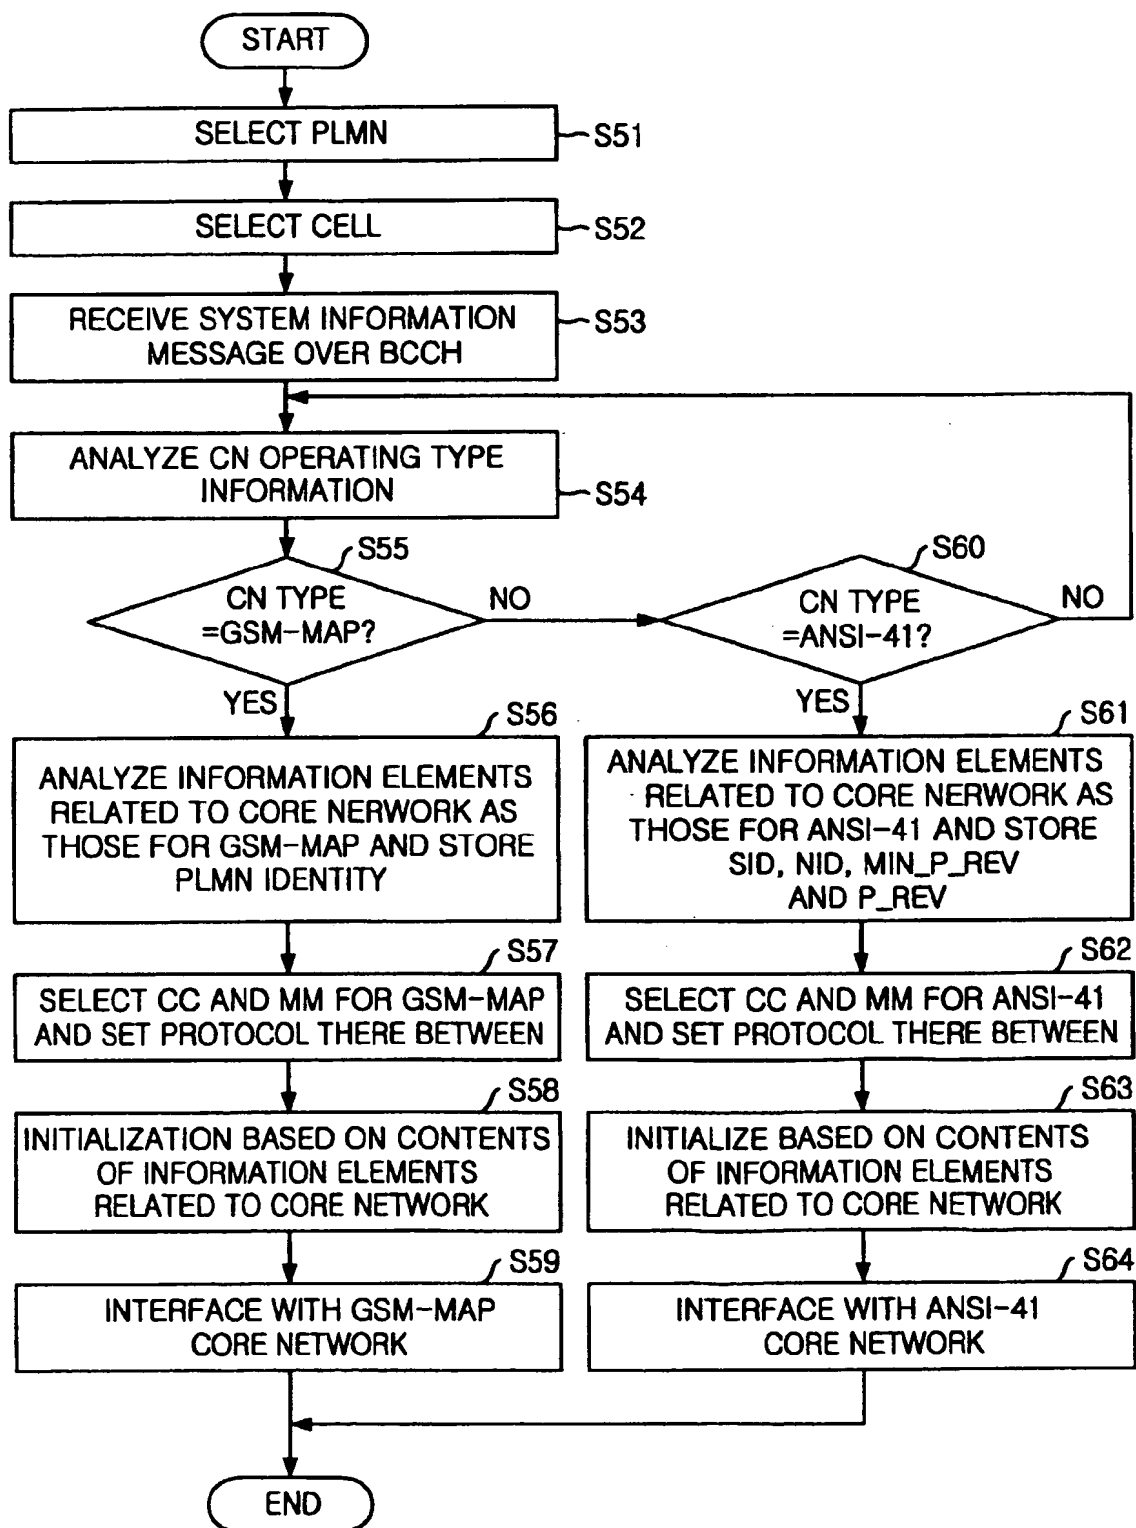 START
SELECT PLMN
S51
SELECT CELL
S52
RECEIVE SYSTEM INFORMATION
MESSAGE OVER BCCH
S53
ANALYZE CN OPERATING TYPE
INFORMATION
S54
S55
CN TYPE
=GSM-MAP?
NO
YES
S60
CN TYPE
=ANSI-41?
NO
YES
S56
ANALYZE INFORMATION ELEMENTS
RELATED TO CORE NERWORK AS
THOSE FOR GSM-MAP AND STORE
PLMN IDENTITY
S61
ANALYZE INFORMATION ELEMENTS
RELATED TO CORE NERWORK AS
THOSE FOR ANSI-41 AND STORE
SID, NID, MIN_P_REV
AND P_REV
S57
SELECT CC AND MM FOR GSM-MAP
AND SET PROTOCOL THERE BETWEEN
S62
SELECT CC AND MM FOR ANSI-41
AND SET PROTOCOL THERE BETWEEN
S58
INITIALIZATION BASED ON CONTENTS
OF INFORMATION ELEMENTS
RELATED TO CORE NETWORK
S63
INITIALIZE BASED ON CONTENTS
OF INFORMATION ELEMENTS
RELATED TO CORE NETWORK
S59
INTERFACE WITH GSM-MAP
CORE NETWORK
S64
INTERFACE WITH ANSI-41
CORE NETWORK
END